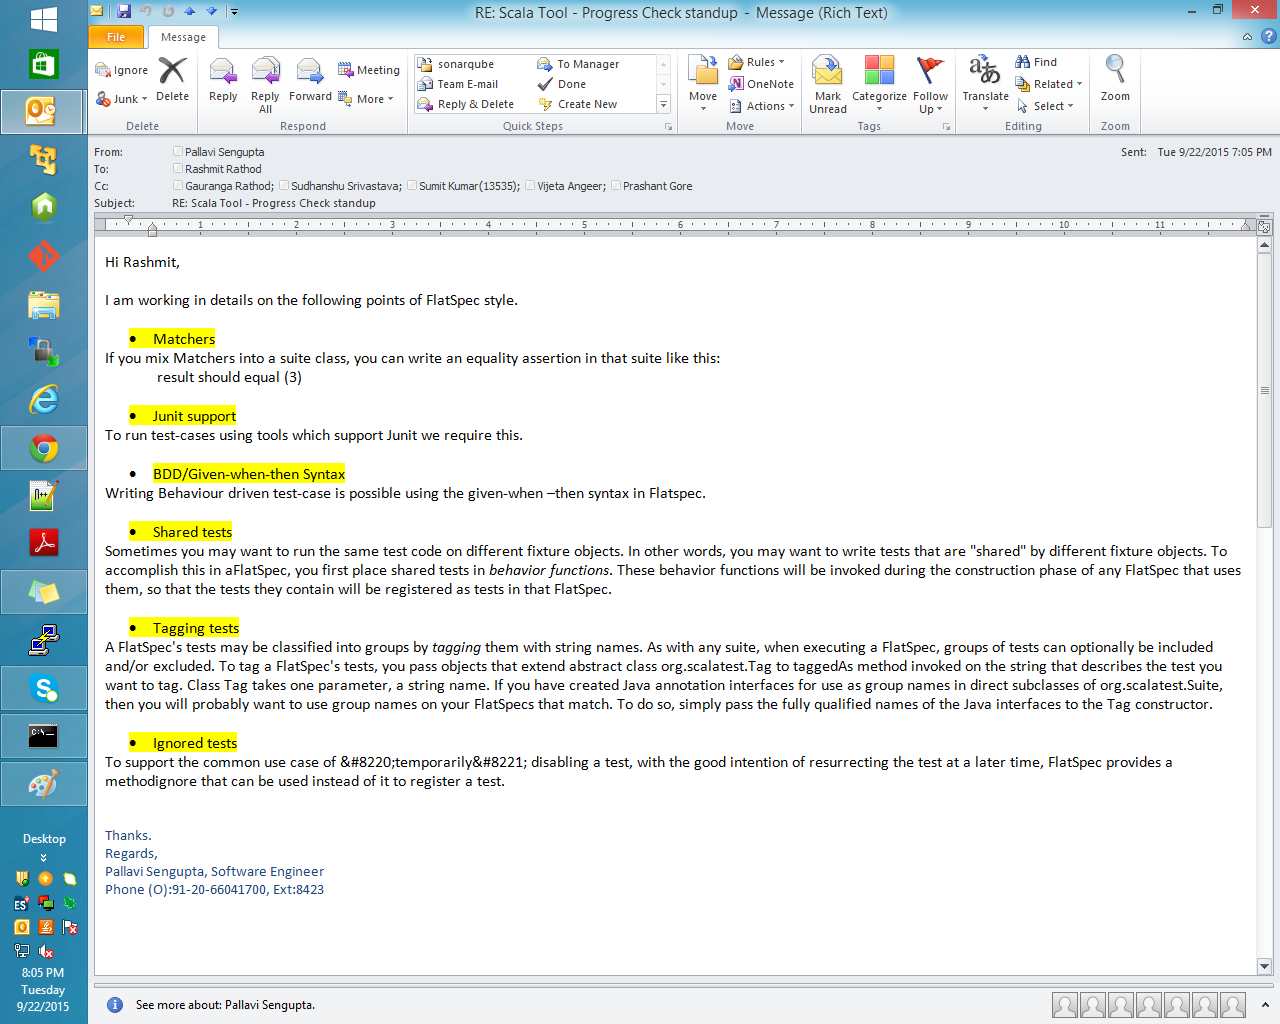 RE: Scala Tool - Progress Check standup - Message (Rich Text)
File Message
Ignore
Junk
Delete
Delete
Reply
Reply All
Forward
Meeting
More
Respond
sonarqube
Team E-mail
Reply & Delete
To Manager
Done
Create New
Quick Steps
Move
Rules
OneNote
Actions
Move
Mark Unread
Categorize
Follow Up
Tags
Translate
Find
Related
Select
Editing
Zoom
Zoom
From: Pallavi Sengupta
Sent: Tue 9/22/2015 7:05 PM
To: Rashmit Rathod
Cc: Gauranga Rathod; Sudhanshu Srivastava; Sumit Kumar(13535); Vijeta Angeer; Prashant Gore
Subject: RE: Scala Tool - Progress Check standup
1 2 3 4 5 6 7 8 9 10 11
Hi Rashmit,
I am working in details on the following points of FlatSpec style.
• Matchers
If you mix Matchers into a suite class, you can write an equality assertion in that suite like this:
result should equal (3)
• Junit support
To run test-cases using tools which support Junit we require this.
• BDD/Given-when-then Syntax
Writing Behaviour driven test-case is possible using the given-when –then syntax in Flatspec.
• Shared tests
Sometimes you may want to run the same test code on different fixture objects. In other words, you may want to write tests that are "shared" by different fixture objects. To
accomplish this in aFlatSpec, you first place shared tests in behavior functions. These behavior functions will be invoked during the construction phase of any FlatSpec that uses
them, so that the tests they contain will be registered as tests in that FlatSpec.
• Tagging tests
A FlatSpec's tests may be classified into groups by tagging them with string names. As with any suite, when executing a FlatSpec, groups of tests can optionally be included
and/or excluded. To tag a FlatSpec's tests, you pass objects that extend abstract class org.scalatest.Tag to taggedAs method invoked on the string that describes the test you
want to tag. Class Tag takes one parameter, a string name. If you have created Java annotation interfaces for use as group names in direct subclasses of org.scalatest.Suite,
then you will probably want to use group names on your FlatSpecs that match. To do so, simply pass the fully qualified names of the Java interfaces to the Tag constructor.
• Ignored tests
To support the common use case of &#8220;temporarily&#8221; disabling a test, with the good intention of resurrecting the test at a later time, FlatSpec provides a
methodignore that can be used instead of it to register a test.
Thanks.
Regards,
Pallavi Sengupta, Software Engineer
Phone (O):91-20-66041700, Ext:8423
See more about: Pallavi Sengupta.
Desktop
8:05 PM
Tuesday
9/22/2015